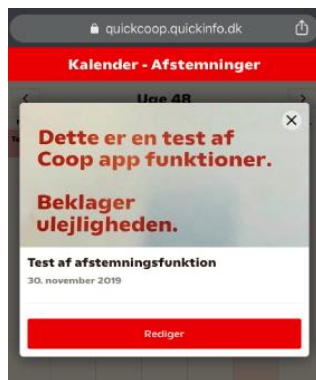 quickcoop.quickinfo.dk
Kalender - Afstemninger
Uge 48
Dette er en test af
Coop app funktioner.
Beklager
ulejligheden.
Test af afstemningsfunktion
30. november 2019
Rediger